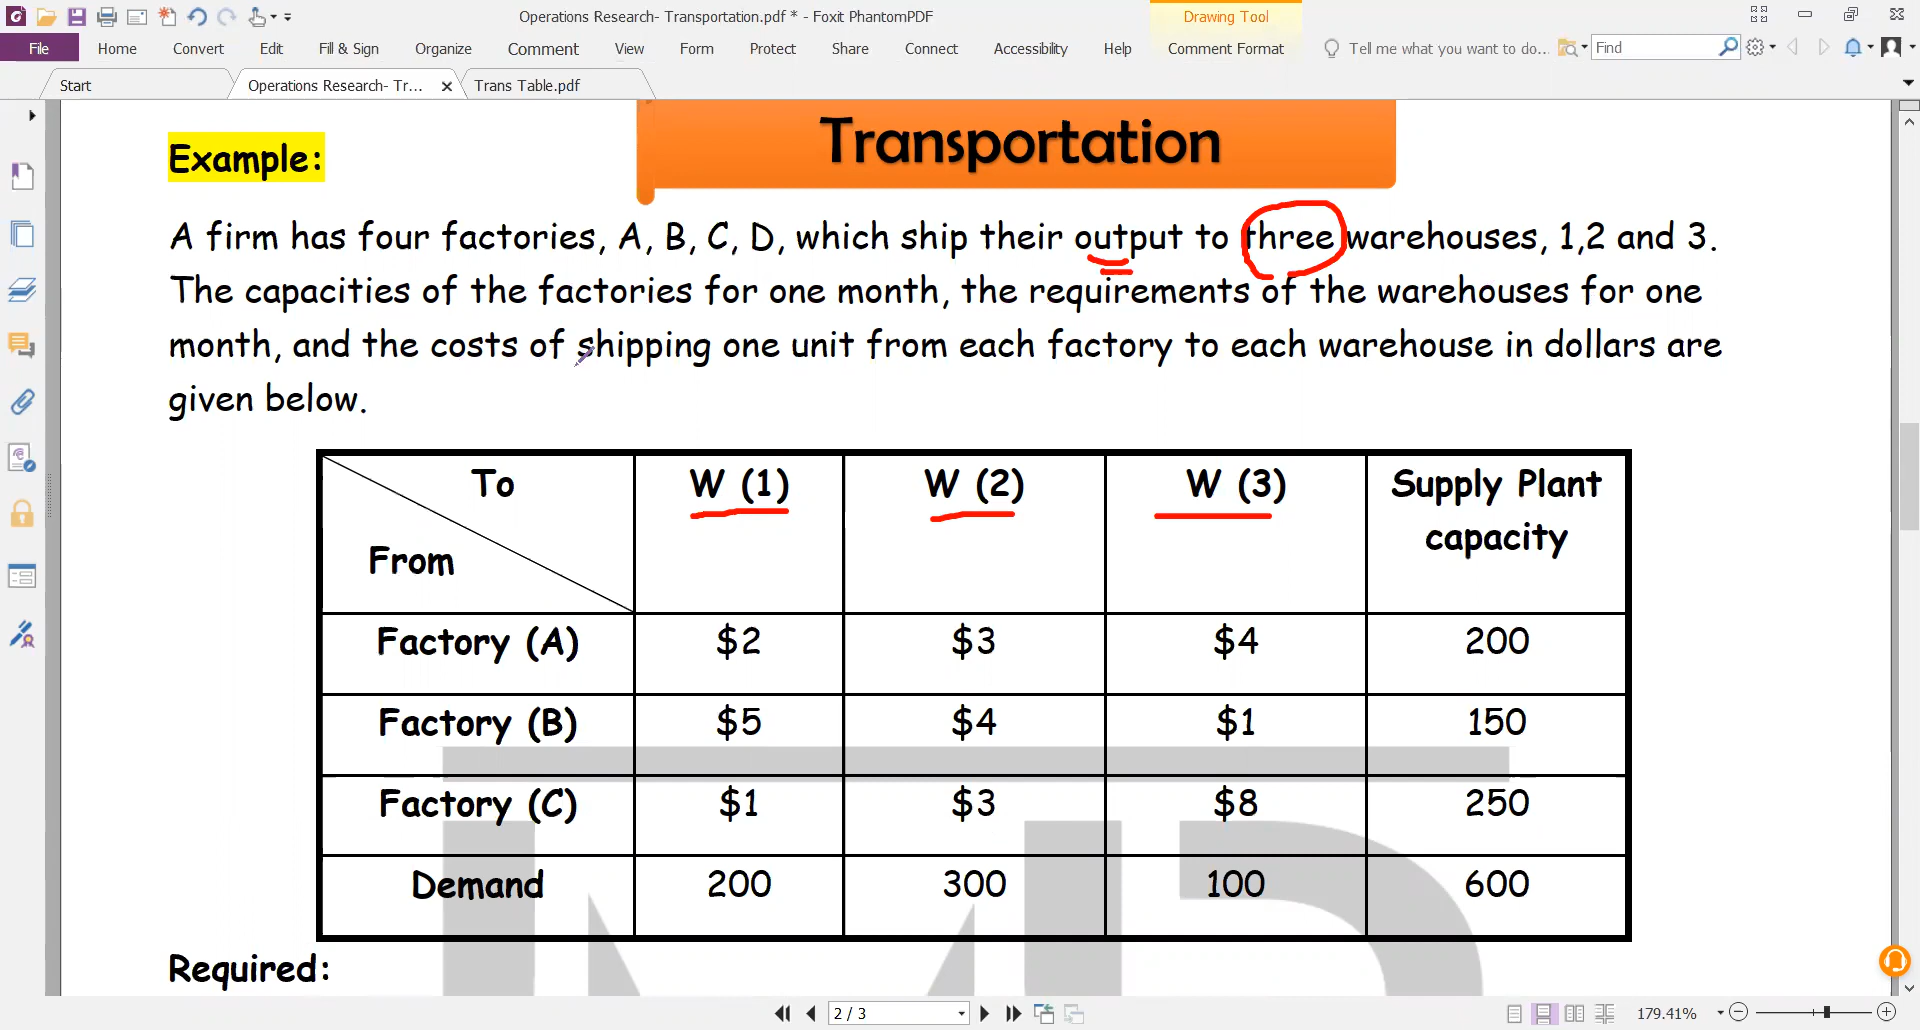 Operations Research- Transportation.pdf * - Foxit PhantomPDF
Drawing Tool
File
Home
Convert
Edit
Fill & Sign
Organize
Comment
View
Form
Protect
Share
Connect
Accessibility
Help
Comment Format
Tell me what you want to do...
Find
Start
Operations Research- Tr...
Trans Table.pdf
Transportation
Example:
A firm has four factories, A, B, C, D, which ship their output to three warehouses, 1,2 and 3.
The capacities of the factories for one month, the requirements of the warehouses for one
month, and the costs of shipping one unit from each factory to each warehouse in dollars are
given below.
To
From
W (1)
W (2)
W (3)
Supply Plant
capacity
Factory (A) $2 $3 $4 200
Factory (B) $5 $4 $1 150
Factory (C) $1 $3 $8 250
Demand 200 300 100 600
Required:
2 / 3
179.41%